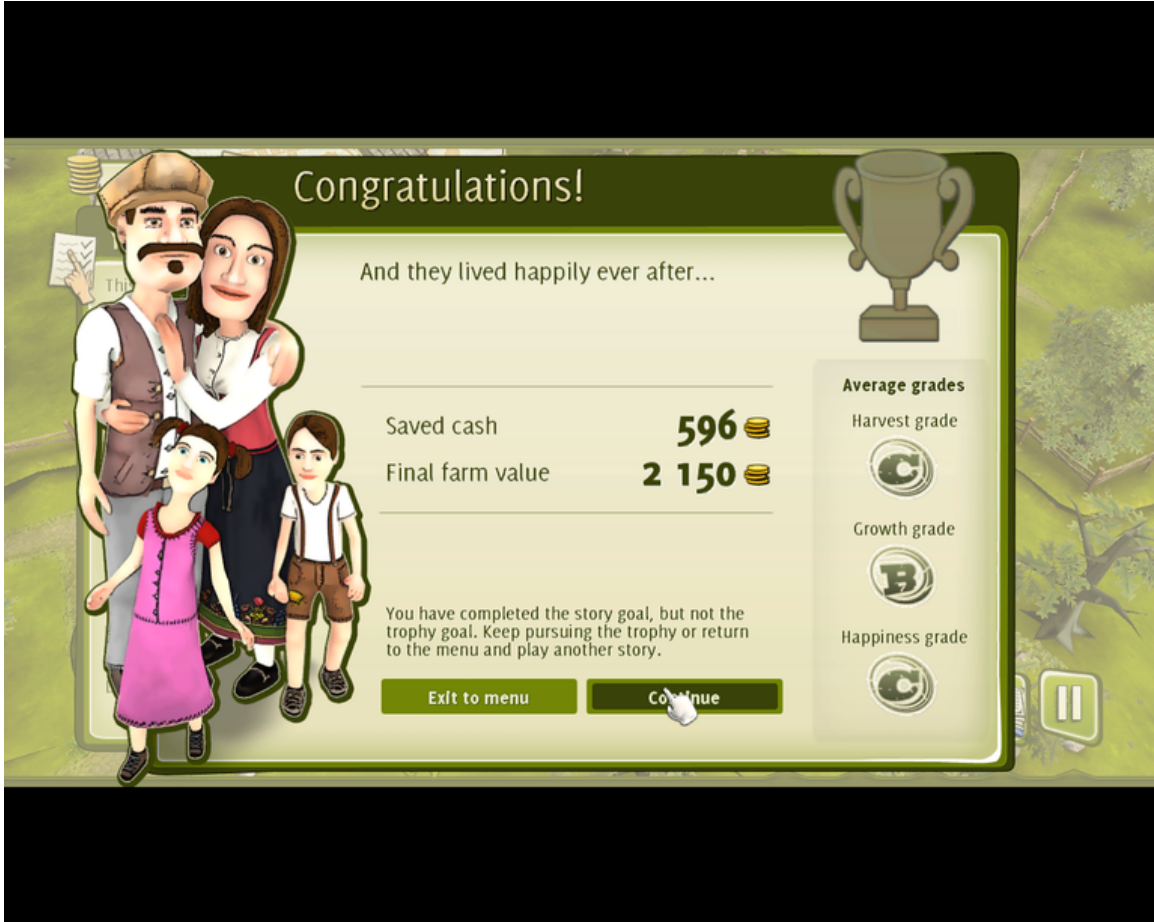 Congratulations!
And they lived happily ever after...
Saved cash 596
Final farm value 2 150
You have completed the story goal, but not the
trophy goal. Keep pursuing the trophy or return
to the menu and play another story.
Exit to menu
Average grades
Harvest grade
C
Growth grade
B
Happiness grade
C